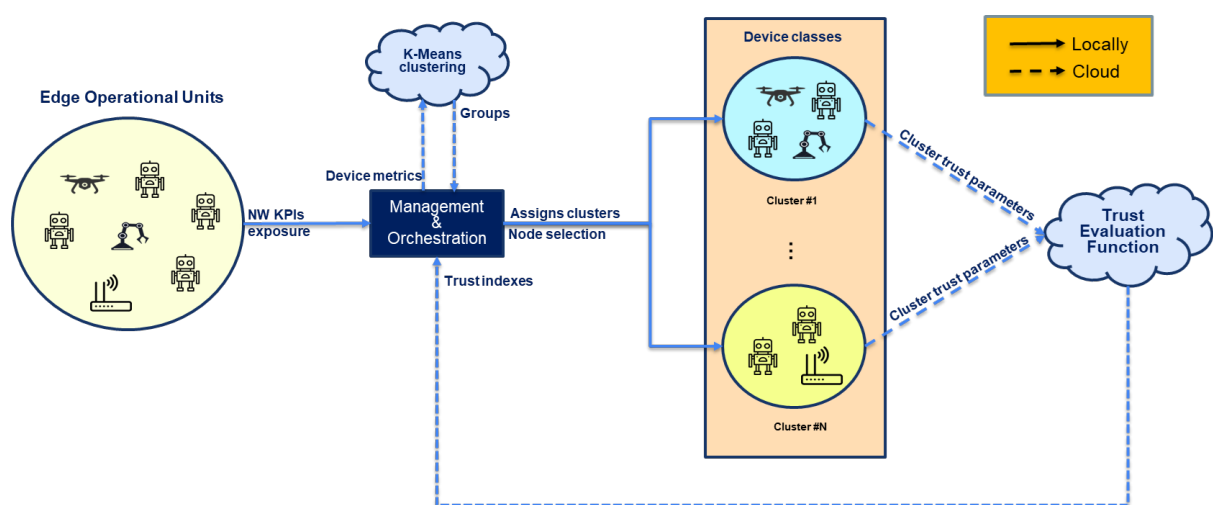 K-Means
clustering
Device classes
Locally
Cloud
Edge Operational Units
Groups
Device metrics
NW KPIs
exposure
Management
&
Orchestration
Assigns clusters
Node selection
Cluster #1
Cluster trust parameters
Trust
Evaluation
Function
⋮
Trust indexes
Cluster trust parameters
Cluster #N